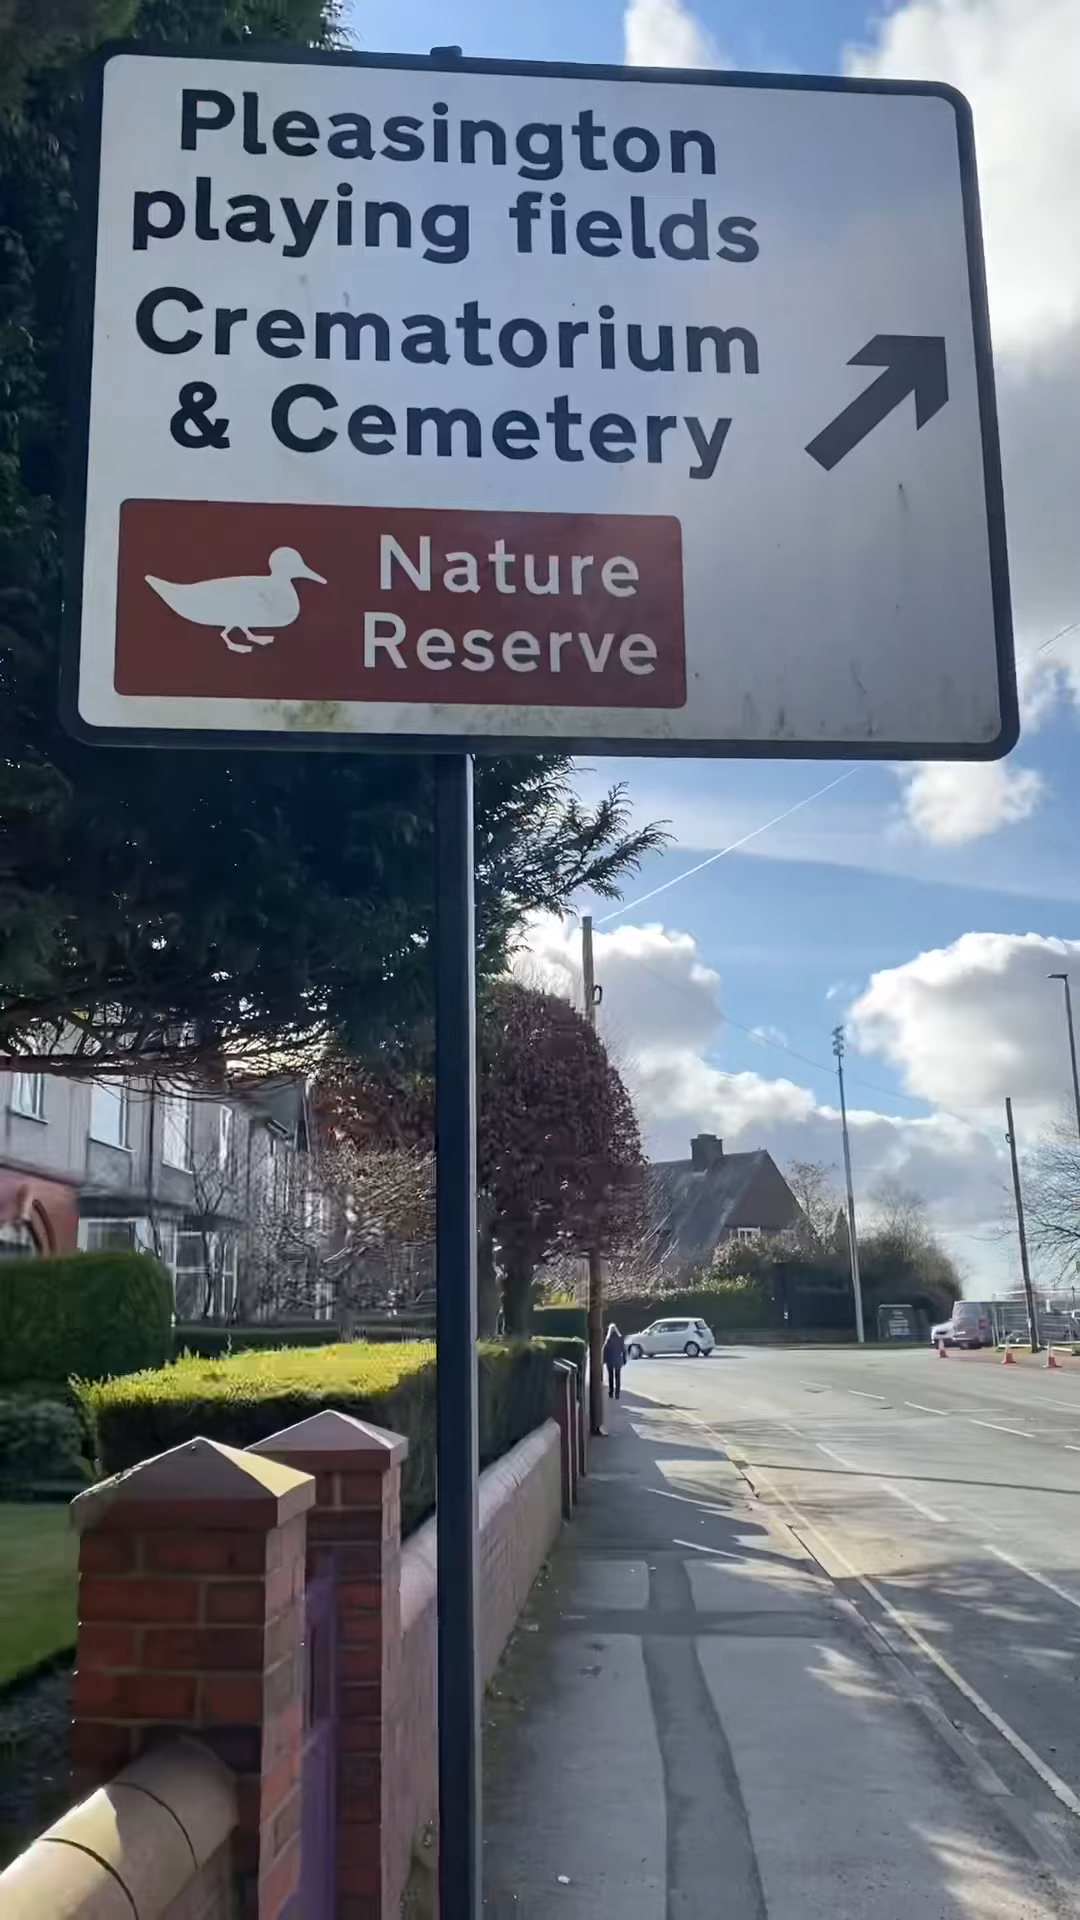 Pleasington
playing fields
Crematorium
& Cemetery
Nature
Reserve